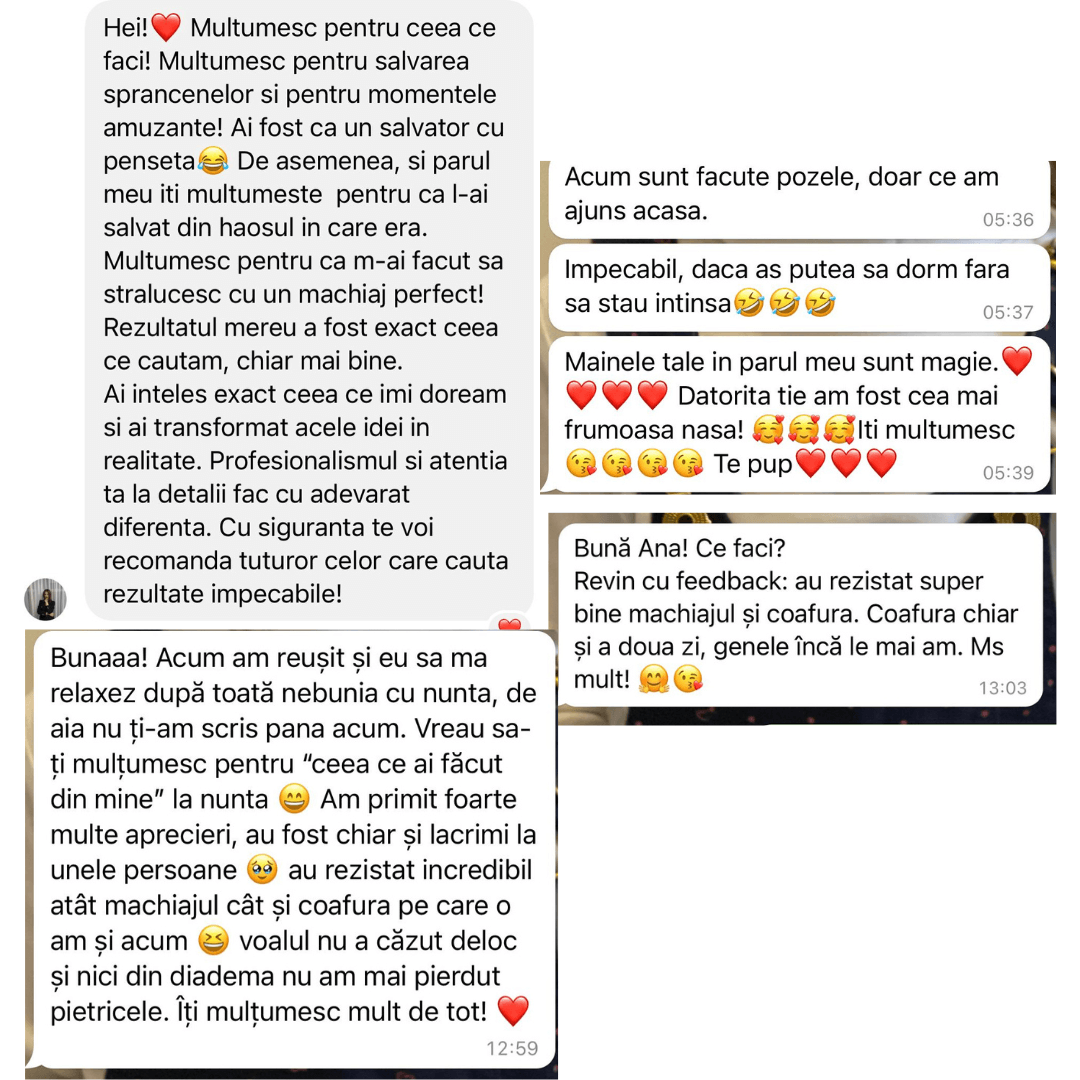 Hei!❤️ Multumesc pentru ceea ce
faci! Multumesc pentru salvarea
sprancenelor si pentru momentele
amuzante! Ai fost ca un salvator cu
penseta😂 De asemenea, si parul
meu iti multumeste  pentru ca l-ai
salvat din haosul in care era.
Multumesc pentru ca m-ai facut sa
stralucesc cu un machiaj perfect!
Rezultatul mereu a fost exact ceea
ce cautam, chiar mai bine.
Ai inteles exact ceea ce imi doream
si ai transformat acele idei in
realitate. Profesionalismul si atentia
ta la detalii fac cu adevarat
diferenta. Cu siguranta te voi
recomanda tuturor celor care cauta
rezultate impecabile!
Bunaaa! Acum am reușit și eu sa ma
relaxez după toată nebunia cu nunta, de
aia nu ți-am scris pana acum. Vreau sa-
ți mulțumesc pentru “ceea ce ai făcut
din mine” la nunta 😄 Am primit foarte
multe aprecieri, au fost chiar și lacrimi la
unele persoane 🥹 au rezistat incredibil
atât machiajul cât și coafura pe care o
am și acum 😆 voalul nu a căzut deloc
și nici din diadema nu am mai pierdut
pietricele. Îți mulțumesc mult de tot! ❤️
12:59
Acum sunt facute pozele, doar ce am
ajuns acasa.
05:36
Impecabil, daca as putea sa dorm fara
sa stau intinsa🤣🤣🤣
05:37
Mainele tale in parul meu sunt magie.❤️
❤️❤️❤️ Datorita tie am fost cea mai
frumoasa nasa! 🥰🥰🥰Iti multumesc
😘😘😘😘 Te pup❤️❤️❤️
05:39
Bună Ana! Ce faci?
Revin cu feedback: au rezistat super
bine machiajul și coafura. Coafura chiar
și a doua zi, genele încă le mai am. Ms
mult! 🤗😘
13:03